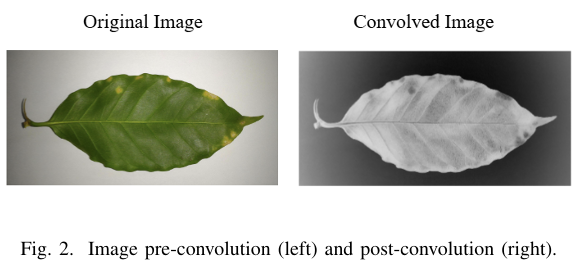 Original Image
Convolved Image
Fig. 2. Image pre-convolution (left) and post-convolution (right).